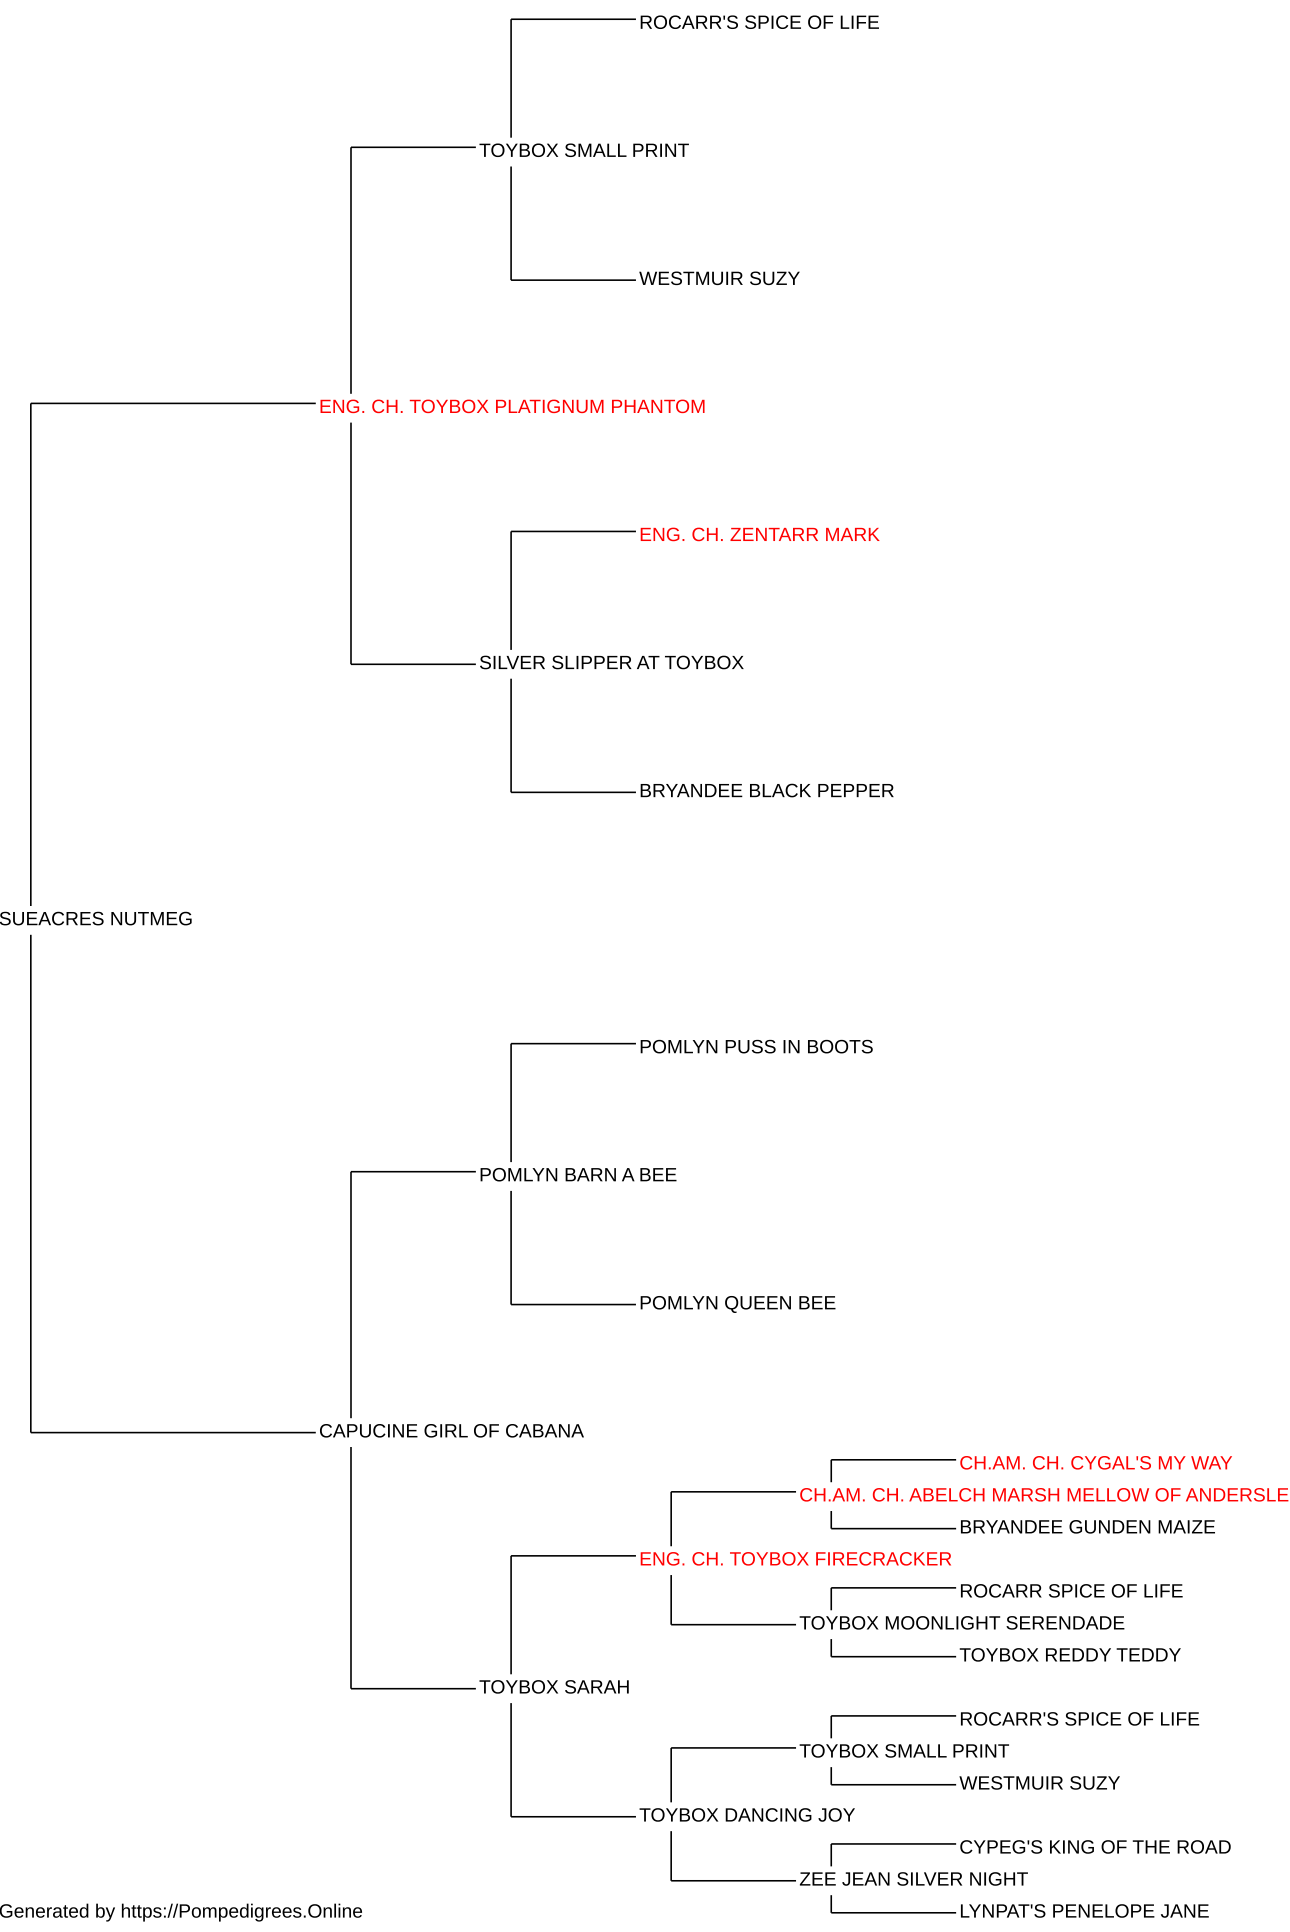 ROCARR'S SPICE OF LIFE
TOYBOX SMALL PRINT
WESTMUIR SUZY
ENG. CH. TOYBOX PLATIGNUM PHANTOM
ENG. CH. ZENTARR MARK
SILVER SLIPPER AT TOYBOX
BRYANDEE BLACK PEPPER
SUEACRES NUTMEG
POMLYN PUSS IN BOOTS
POMLYN BARN A BEE
POMLYN QUEEN BEE
CAPUCINE GIRL OF CABANA
CH.AM. CH. CYGAL'S MY WAY
CH.AM. CH. ABELCH MARSH MELLOW OF ANDERSLE
BRYANDEE GUNDEN MAIZE
ENG. CH. TOYBOX FIRECRACKER
ROCARR SPICE OF LIFE
TOYBOX MOONLIGHT SERENDADE
TOYBOX REDDY TEDDY
TOYBOX SARAH
ROCARR'S SPICE OF LIFE
TOYBOX SMALL PRINT
WESTMUIR SUZY
TOYBOX DANCING JOY
CYPEG'S KING OF THE ROAD
ZEE JEAN SILVER NIGHT
LYNPAT'S PENELOPE JANE
Generated by https://Pompedigrees.Online